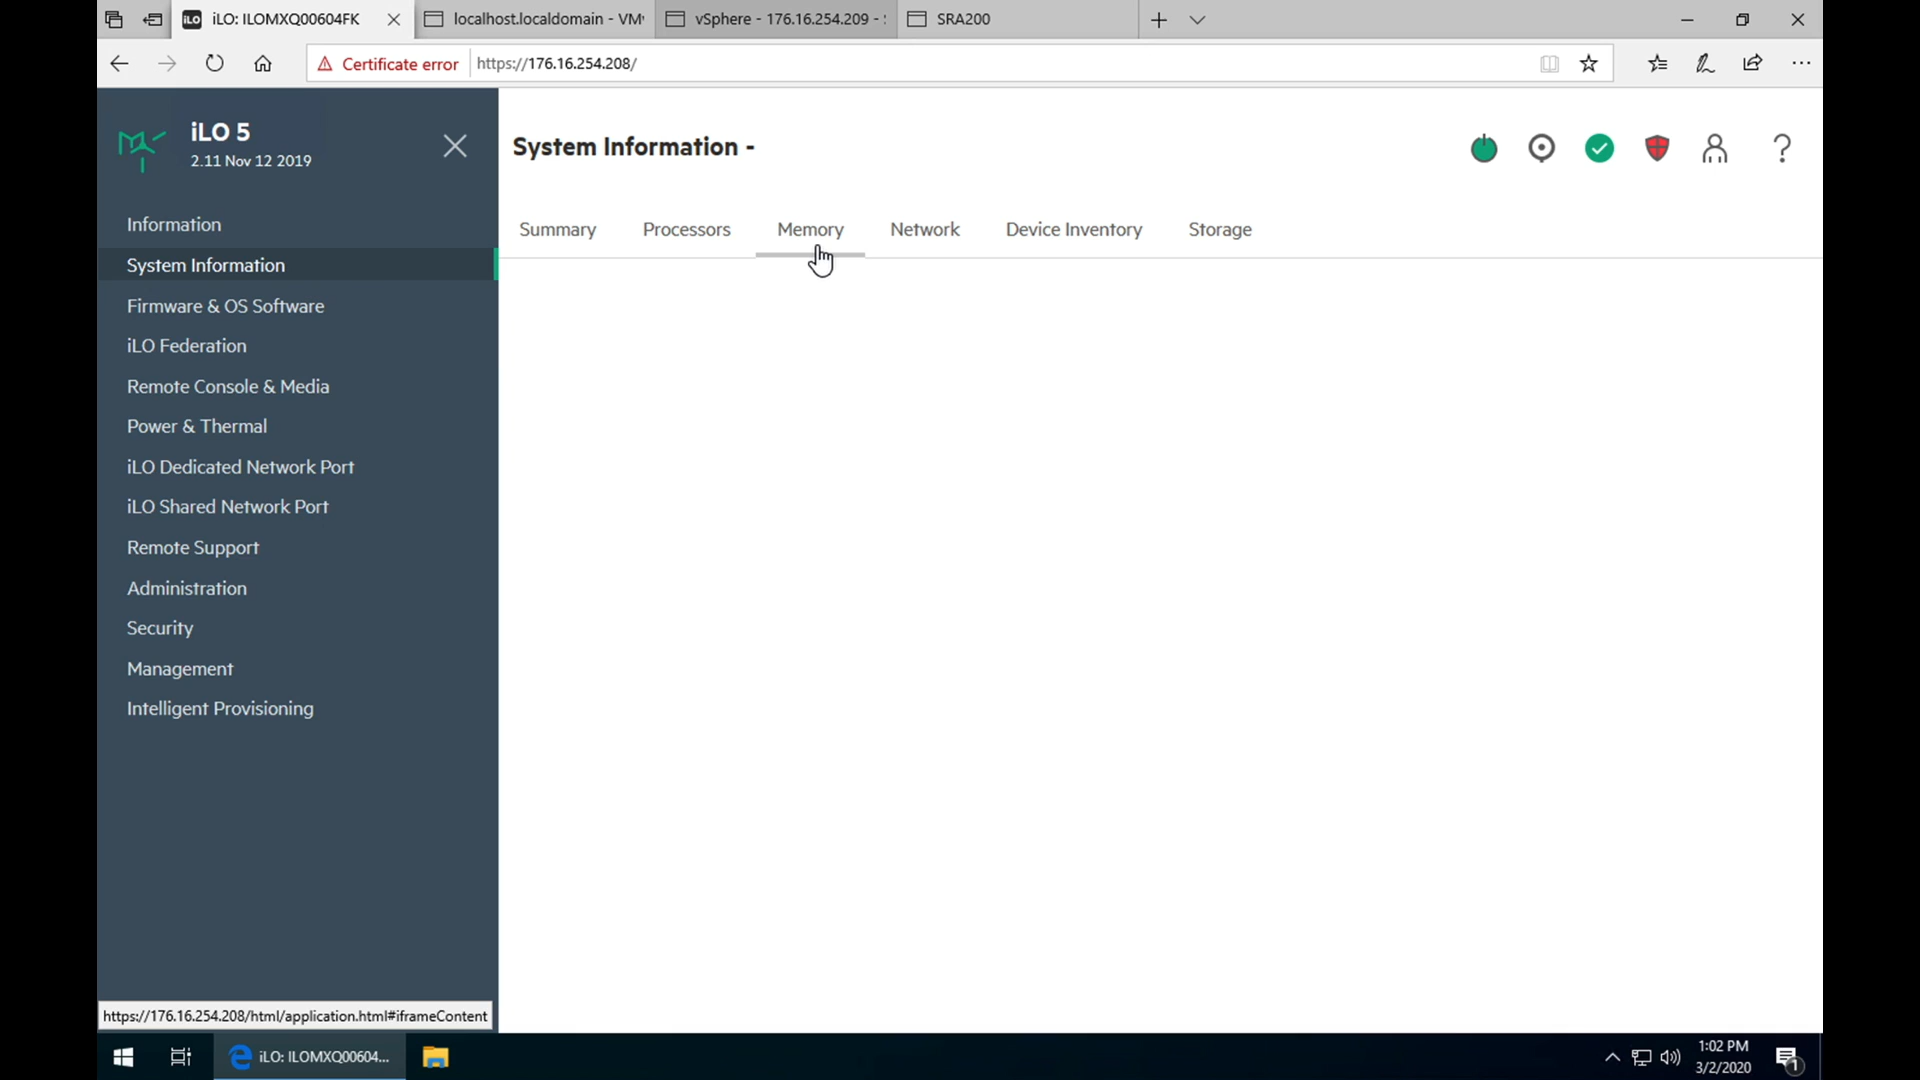 iLO: ILOMXQ00604FK
localhost.localdomain - VM
vSphere - 176.16.254.209 -
SRA200
Certificate error
https://176.16.254.208/
iLO 5
2.11 Nov 12 2019
System Information -
Information
System Information
Firmware & OS Software
iLO Federation
Remote Console & Media
Power & Thermal
iLO Dedicated Network Port
iLO Shared Network Port
Remote Support
Administration
Security
Management
Intelligent Provisioning
Summary
Processors
Memory
Network
Device Inventory
Storage
https://176.16.254.208/html/application.html#iframeContent
iLO: ILOMXQ00604...
1:02 PM
3/2/2020
1